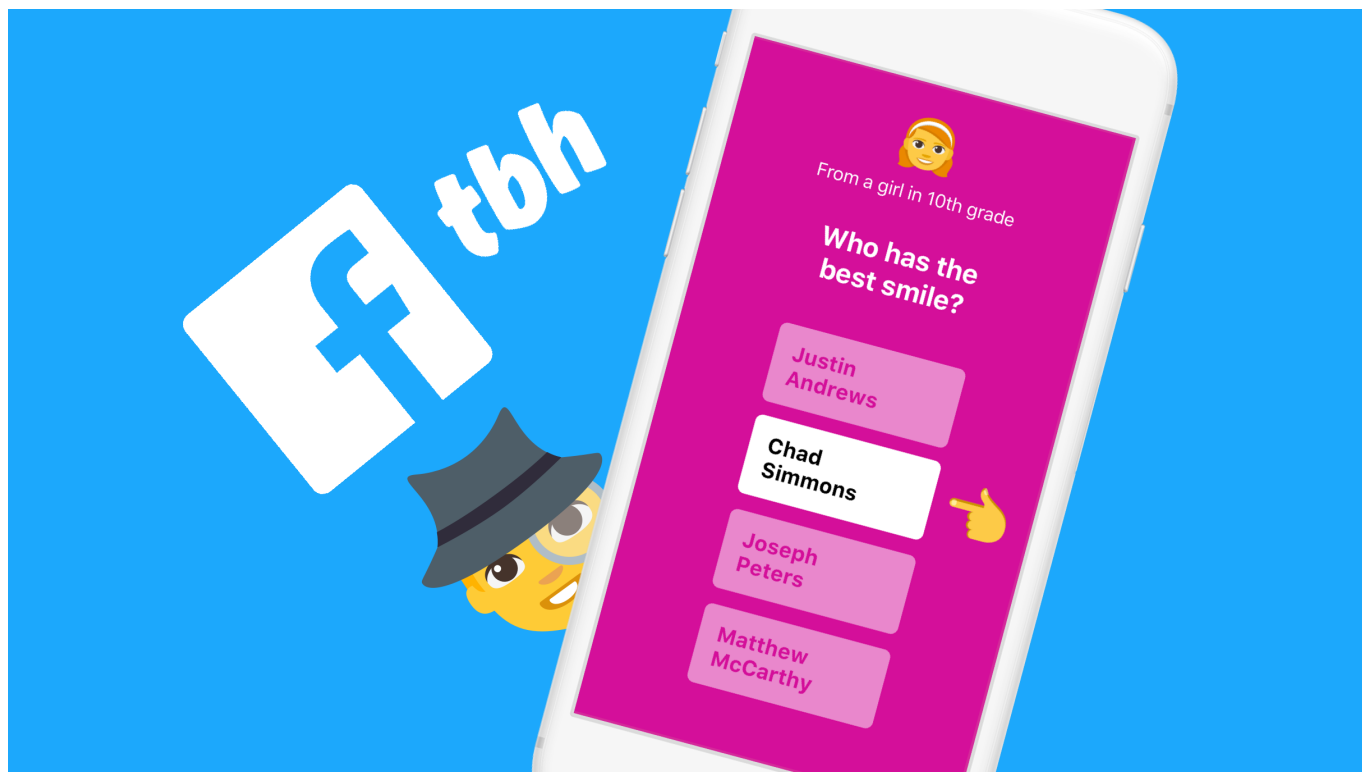 f
tbh
From a girl in 10th grade
Who has the
best smile?
Justin
Andrews
Chad
Simmons
Joseph
Peters
Matthew
McCarthy